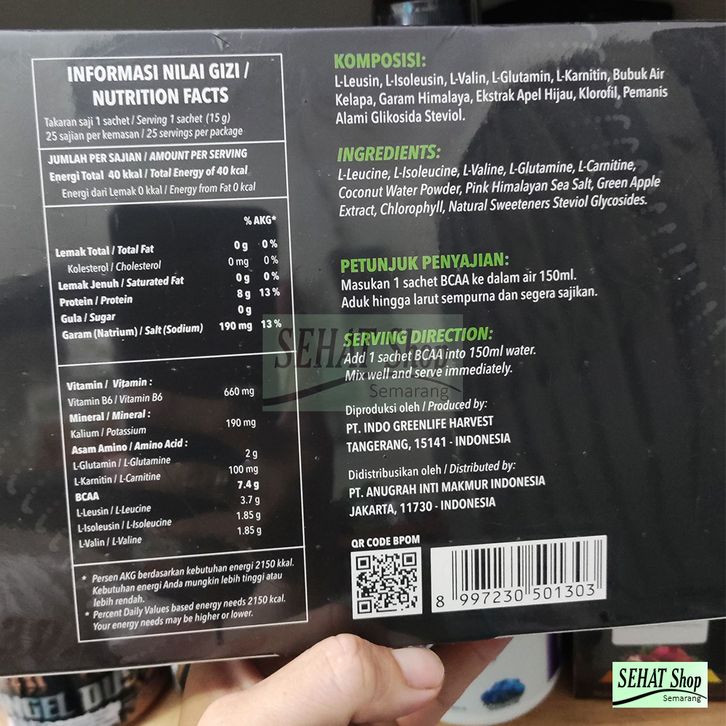 INFORMASI NILAI GIZI /
NUTRITION FACTS
Takaran saji 1 sachet / Serving 1 sachet (15 g)
25 sajian per kemasan / 25 servings per package
JUMLAH PER SAJIAN / AMOUNT PER SERVING
Energi Total 40 kkal / Total Energy of 40 kcal
Energi dari Lemak 0 kkal / Energy from Fat 0 kcal
% AKG*
Lemak Total / Total Fat 0 g 0 %
Kolesterol / Cholesterol 0 mg 0 %
Lemak Jenuh / Saturated Fat 0 g 0 %
Protein / Protein 8 g 13 %
Gula / Sugar 0 g
Garam (Natrium) / Salt (Sodium) 190 mg 13 %
Vitamin / Vitamin :
Vitamin B6 / Vitamin B6 660 mg
Mineral / Mineral :
Kalium / Potassium 190 mg
Asam Amino / Amino Acid :
L-Glutamin / L-Glutamine 2 g
L-Karnitin / L-Carnitine 100 mg
BCAA 7.4 g
L-Leusin / L-Leucine 3.7 g
L-Isoleusin / L-Isoleucine 1.85 g
L-Valin / L-Valine 1.85 g
* Persen AKG berdasarkan kebutuhan energi 2150 kkal.
Kebutuhan energi Anda mungkin lebih tinggi atau
lebih rendah.
* Percent Daily Values based energy needs 2150 kcal.
Your energy needs may be higher or lower.
KOMPOSISI:
L-Leusin, L-Isoleusin, L-Valin, L-Glutamin, L-Karnitin, Bubuk Air
Kelapa, Garam Himalaya, Ekstrak Apel Hijau, Klorofil, Pemanis
Alami Glikosida Steviol.
INGREDIENTS:
L-Leucine, L-Isoleucine, L-Valine, L-Glutamine, L-Carnitine,
Coconut Water Powder, Pink Himalayan Sea Salt, Green Apple
Extract, Chlorophyll, Natural Sweeteners Steviol Glycosides.
PETUNJUK PENYAJIAN:
Masukan 1 sachet BCAA ke dalam air 150ml.
Aduk hingga larut sempurna dan segera sajikan.
SERVING DIRECTION:
Add 1 sachet BCAA into 150ml water.
Mix well and serve immediately.
Diproduksi oleh / Produced by:
PT. INDO GREENLIFE HARVEST
TANGERANG, 15141 - INDONESIA
Didistribusikan oleh / Distributed by:
PT. ANUGRAH INTI MAKMUR INDONESIA
JAKARTA, 11730 - INDONESIA
QR CODE BPOM
8 997230 501303
SEHAT Shop
Semarang
SEHAT Shop
Semarang